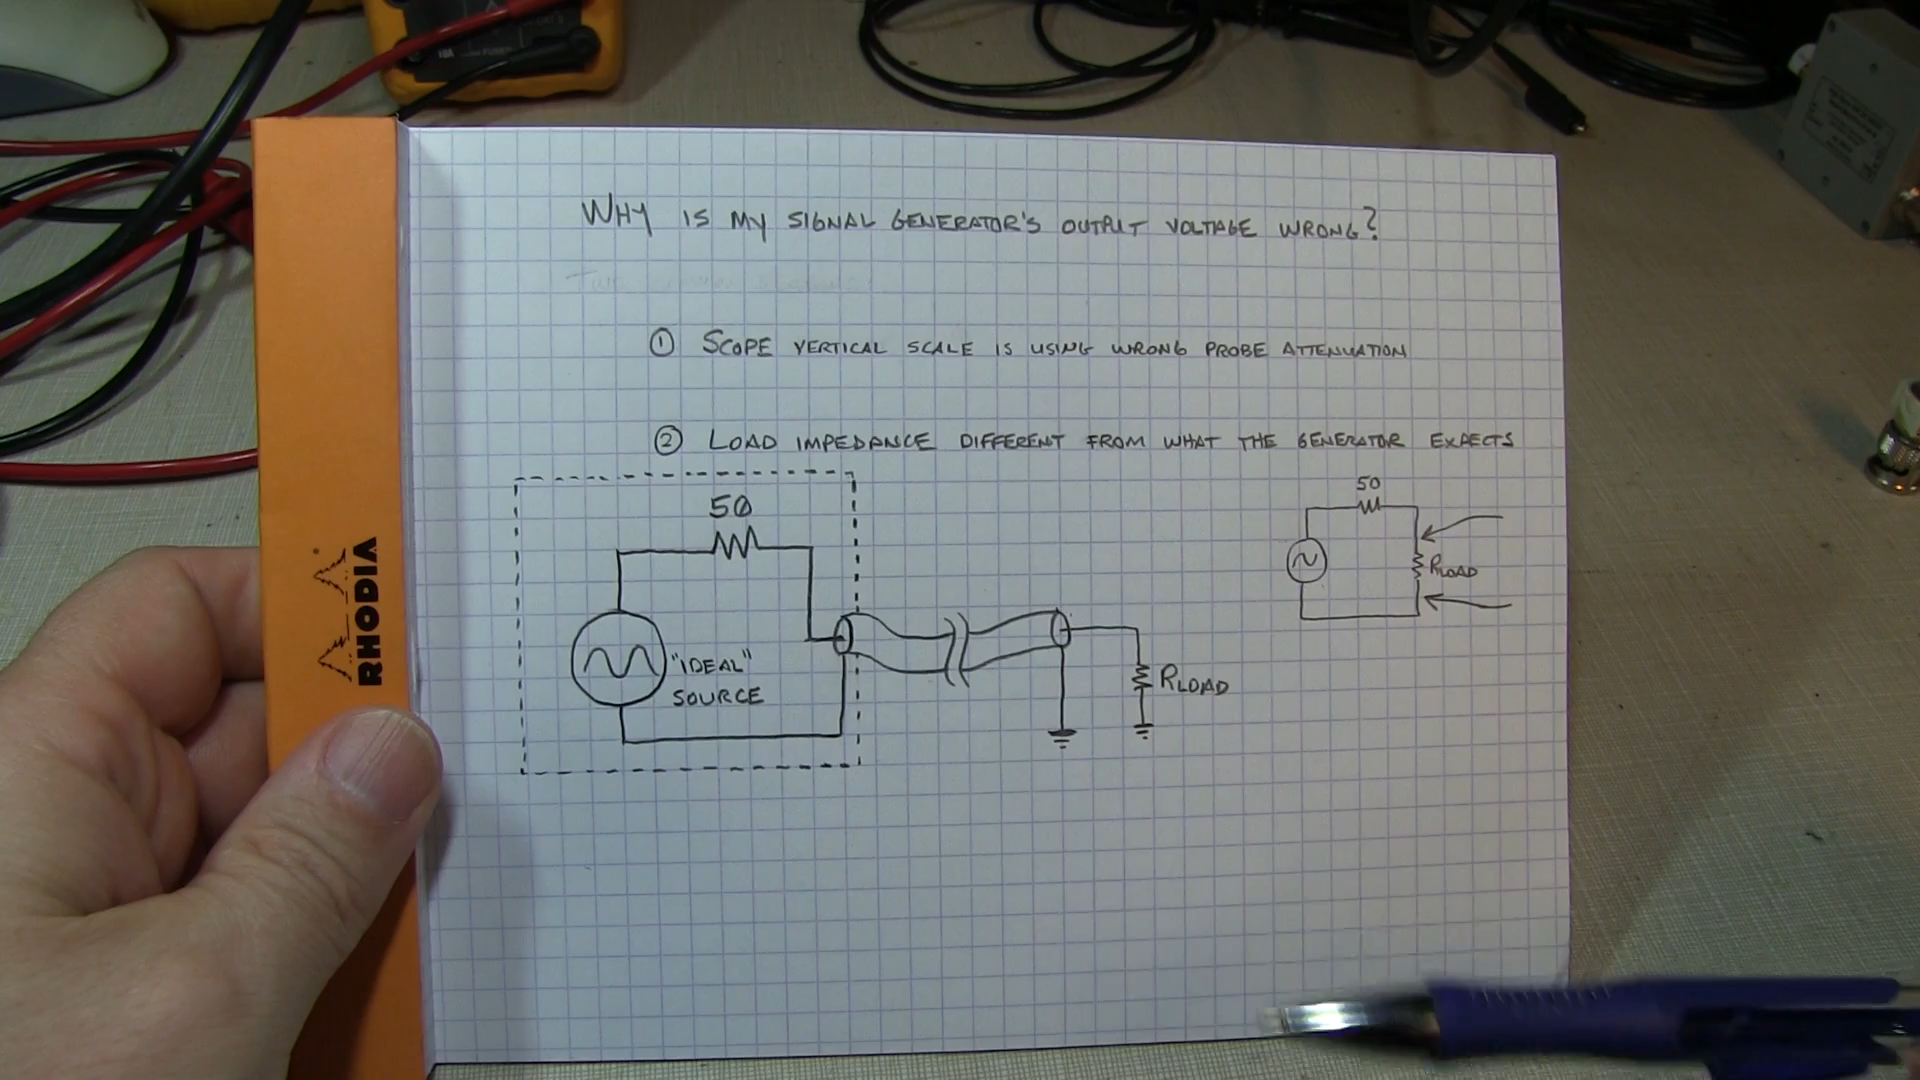 WHY IS MY SIGNAL GENERATOR'S OUTPUT VOLTAGE WRONG?
① SCOPE VERTICAL SCALE IS USING WRONG PROBE ATTENUATION
② LOAD IMPEDANCE DIFFERENT FROM WHAT THE GENERATOR EXPECTS
50
50
RLOAD
"IDEAL"
SOURCE
RLOAD
RHODIA